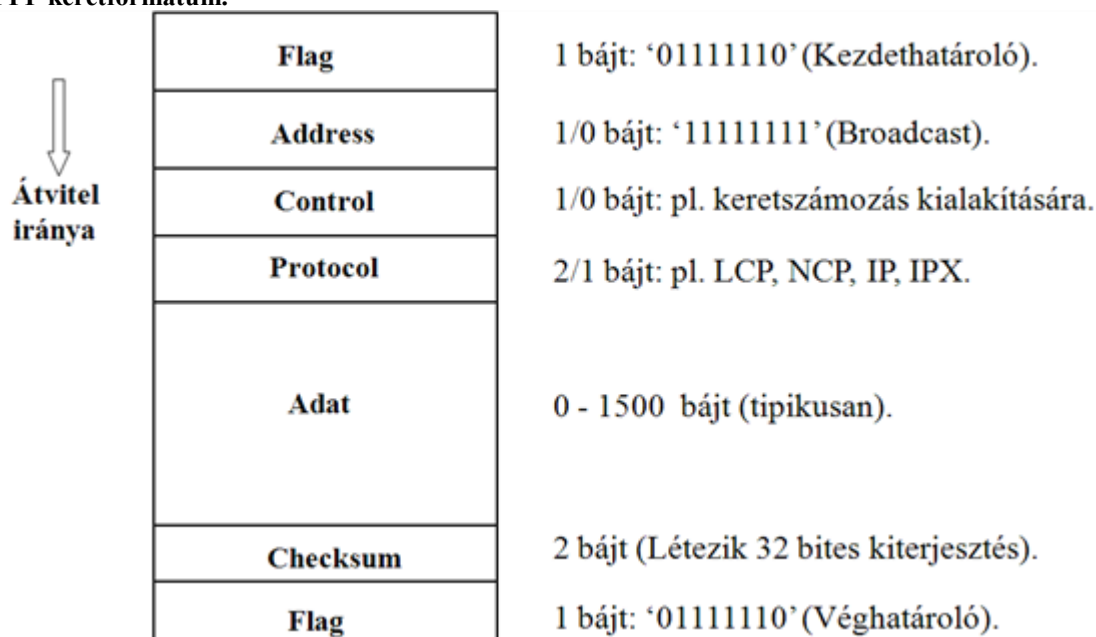 Flag 1 bájt: ‘01111110’ (Kezdethatároló).
Address 1/0 bájt: ‘11111111’ (Broadcast).
Átvitel
iránya
Control 1/0 bájt: pl. keretszámozás kialakítására.
Protocol 2/1 bájt: pl. LCP, NCP, IP, IPX.
Adat 0 - 1500 bájt (tipikusan).
Checksum 2 bájt (Létezik 32 bites kiterjesztés).
Flag 1 bájt: ‘01111110’ (Véghatároló).